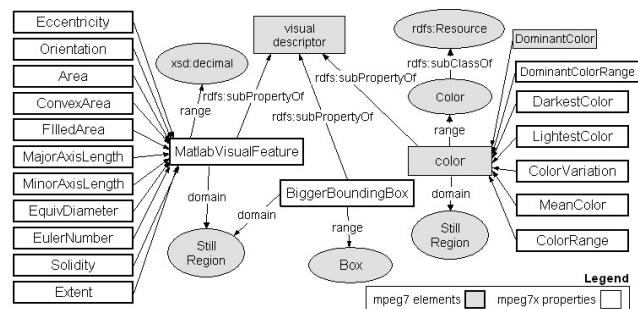 Eccentricity
Orientation
Area
ConvexArea
FIlledArea
MajorAxisLength
MinorAxisLength
EquivDiameter
EulerNumber
Solidity
Extent
xsd:decimal
range
MatlabVisualFeature
domain
Still
Region
visual
descriptor
rdfs:subPropertyOf
rdfs:subPropertyOf
rdfs:subPropertyOf
BiggerBoundingBox
domain
range
Box
rdfs:Resource
rdfs:subClassOf
Color
range
color
domain
Still
Region
DominantColor
DominantColorRange
DarkestColor
LightestColor
ColorVariation
MeanColor
ColorRange
Legend
mpeg7 elements
mpeg7x properties